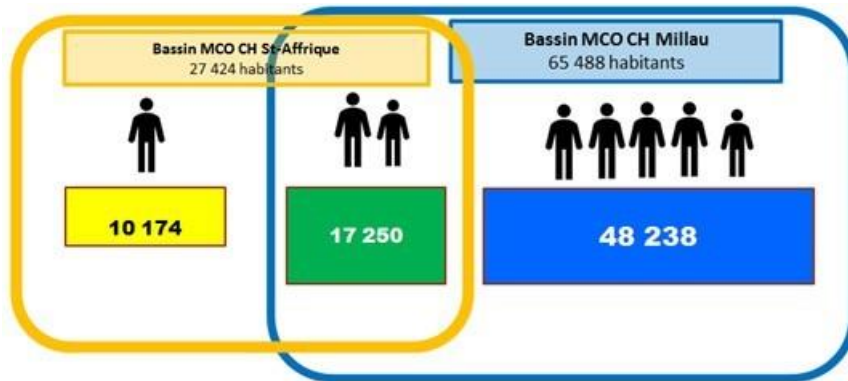 Bassin MCO CH St-Affrique
27 424 habitants
Bassin MCO CH Millau
65 488 habitants
10 174
17 250
48 238